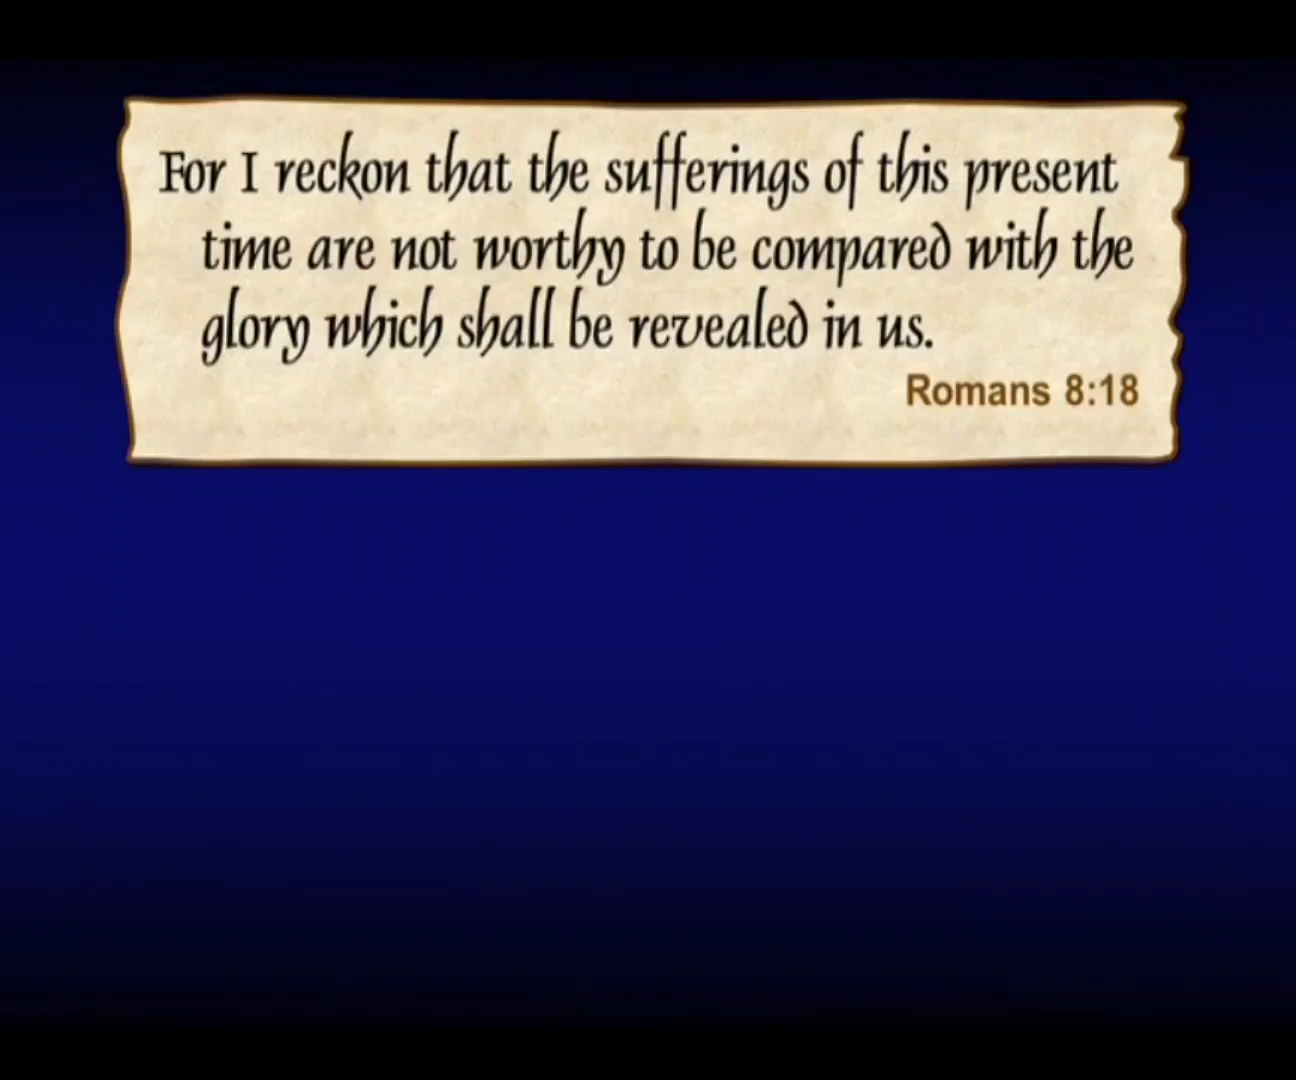 For I reckon that the sufferings of this present
time are not worthy to be compared with the
glory which shall be revealed in us.
Romans 8:18